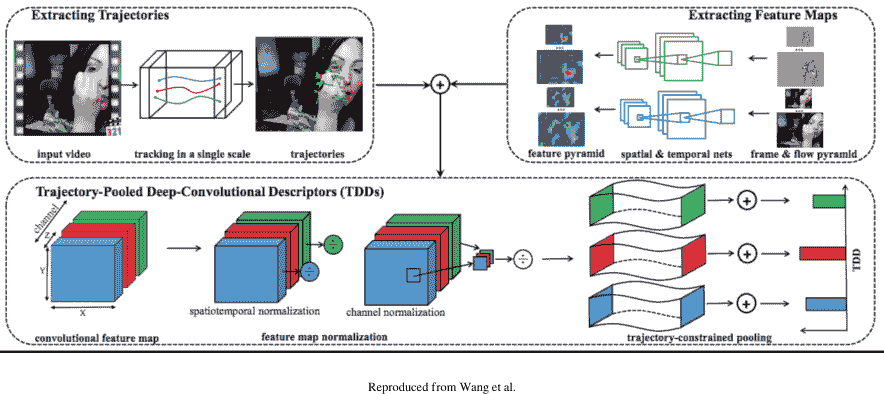 Extracting Trajectories
Extracting Feature Maps
321
input video
tracking in a single scale
trajectories
feature pyramid
spatial & temporal nets
frame & flow pyramid
Trajectory-Pooled Deep-Convolutional Descriptors (TDDs)
channel
Z
Y
X
TDD
spatiotemporal normalization
channel normalization
convolutional feature map
feature map normalization
trajectory-constrained pooling
Reproduced from Wang et al.